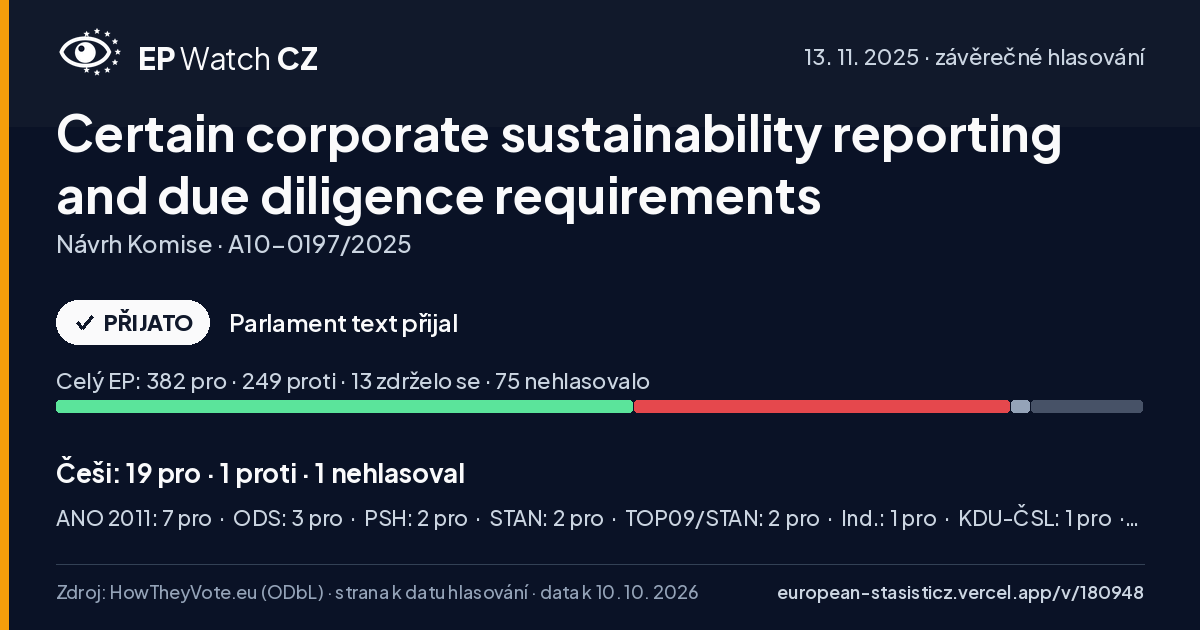 EP Watch CZ
13. 11. 2025 · závěrečné hlasování
Certain corporate sustainability reporting
and due diligence requirements
Návrh Komise · A10–0197/2025
✓ PŘIJATO
Parlament text přijal
Celý EP: 382 pro · 249 proti · 13 zdrželo se · 75 nehlasovalo
Češi: 19 pro · 1 proti · 1 nehlasoval
ANO 2011: 7 pro · ODS: 3 pro · PSH: 2 pro · STAN: 2 pro · TOP09/STAN: 2 pro · Ind.: 1 pro · KDU-ČSL: 1 pro ·…
Zdroj: HowTheyVote.eu (ODbL) · strana k datu hlasování · data k 10. 10. 2026
european-stasisticz.vercel.app/v/180948